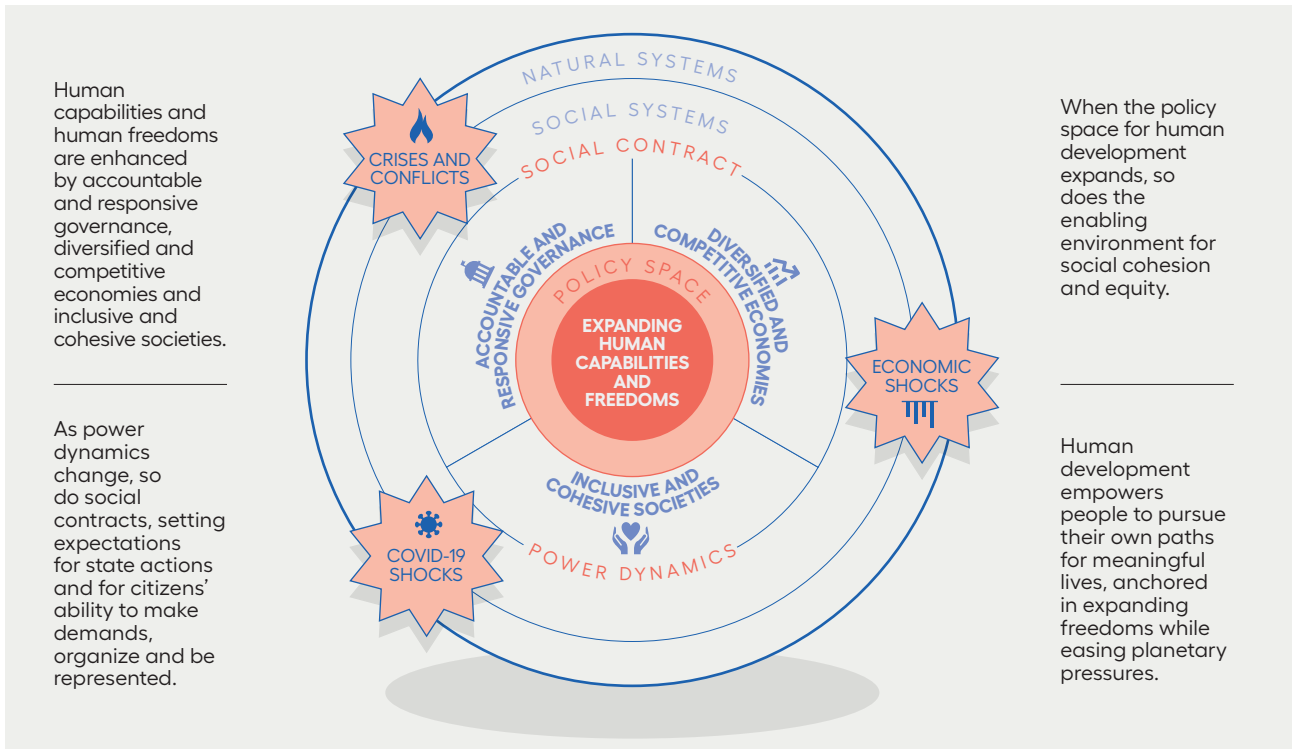 Human
capabilities and
human freedoms
are enhanced
by accountable
and responsive
governance,
diversified and
competitive
economies and
inclusive and
cohesive societies.
As power
dynamics
change, so
do social
contracts, setting
expectations
for state actions
and for citizens’
ability to make
demands,
organize and be
represented.
NATURAL SYSTEMS
SOCIAL SYSTEMS
SOCIAL CONTRACT
CRISES AND
CONFLICTS
ACCOUNTABLE AND
RESPONSIVE GOVERNANCE
DIVERSIFIED AND
COMPETITIVE ECONOMIES
POLICY SPACE
EXPANDING
HUMAN
CAPABILITIES
AND
FREEDOMS
ECONOMIC
SHOCKS
INCLUSIVE AND
COHESIVE SOCIETIES
POWER DYNAMICS
COVID-19
SHOCKS
When the policy
space for human
development
expands, so
does the
enabling
environment for
social cohesion
and equity.
Human
development
empowers
people to pursue
their own paths
for meaningful
lives, anchored
in expanding
freedoms while
easing planetary
pressures.